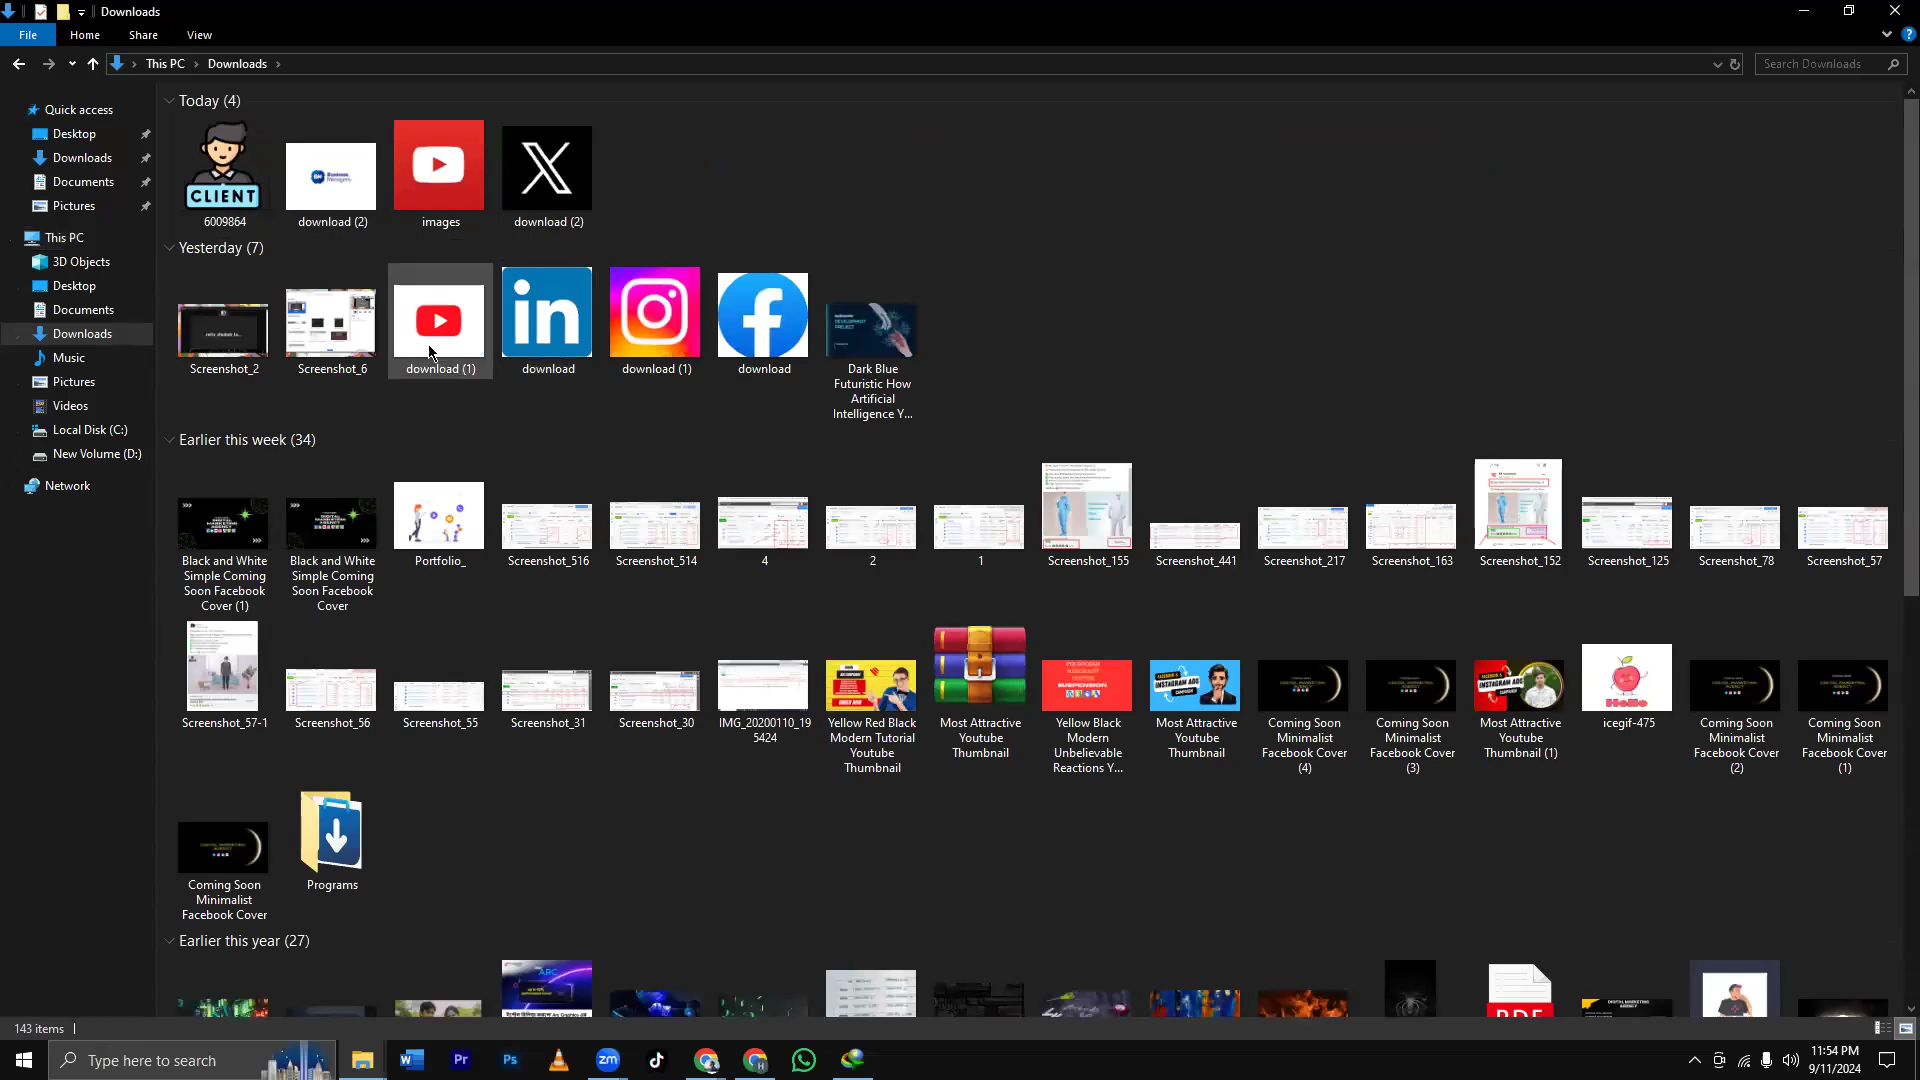 Downloads
File Home Share View
This PC Downloads
Search Downloads
Quick access
Desktop
Downloads
Documents
Pictures
This PC
3D Objects
Desktop
Documents
Downloads
Music
Pictures
Videos
Local Disk (C:)
New Volume (D:)
Network
Today (4)
CLIENT
6009864 download (2) images download (2)
Yesterday (7)
Screenshot_2 Screenshot_6 download (1) download download (1) download Dark Blue
Futuristic How
Artificial
Intelligence Y...
Earlier this week (34)
Black and White Black and White Portfolio_ Screenshot_516 Screenshot_514 4 2 1 Screenshot_155 Screenshot_441 Screenshot_217 Screenshot_163 Screenshot_152 Screenshot_125 Screenshot_78 Screenshot_57
Simple Coming Simple Coming
Soon Facebook Soon Facebook
Cover (1) Cover
Screenshot_57-1 Screenshot_56 Screenshot_55 Screenshot_31 Screenshot_30 IMG_20200110_19 Yellow Red Black Most Attractive Yellow Black Most Attractive Coming Soon Coming Soon Most Attractive icegif-475 Coming Soon Coming Soon
5424 Modern Tutorial Youtube Modern Youtube Minimalist Minimalist Youtube Minimalist Minimalist
Youtube Thumbnail Unbelievable Thumbnail Facebook Cover Facebook Cover Thumbnail (1) Facebook Cover Facebook Cover
Thumbnail Reactions Y... (4) (3) (2) (1)
Coming Soon Programs
Minimalist
Facebook Cover
Earlier this year (27)
PDF
143 items
Type here to search
11:54 PM
9/11/2024